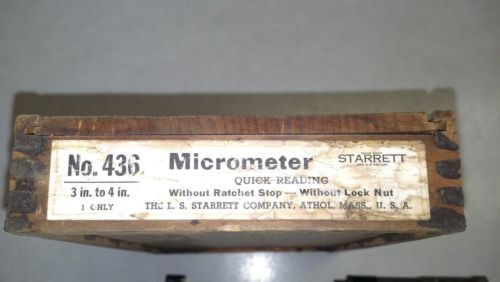 No. 436
3 in. to 4 in.
1 ONLY
Micrometer
QUICK READING
Without Ratchet Stop — Without Lock Nut
THE L. S. STARRETT COMPANY, ATHOL, MASS., U. S. A.
STARRETT